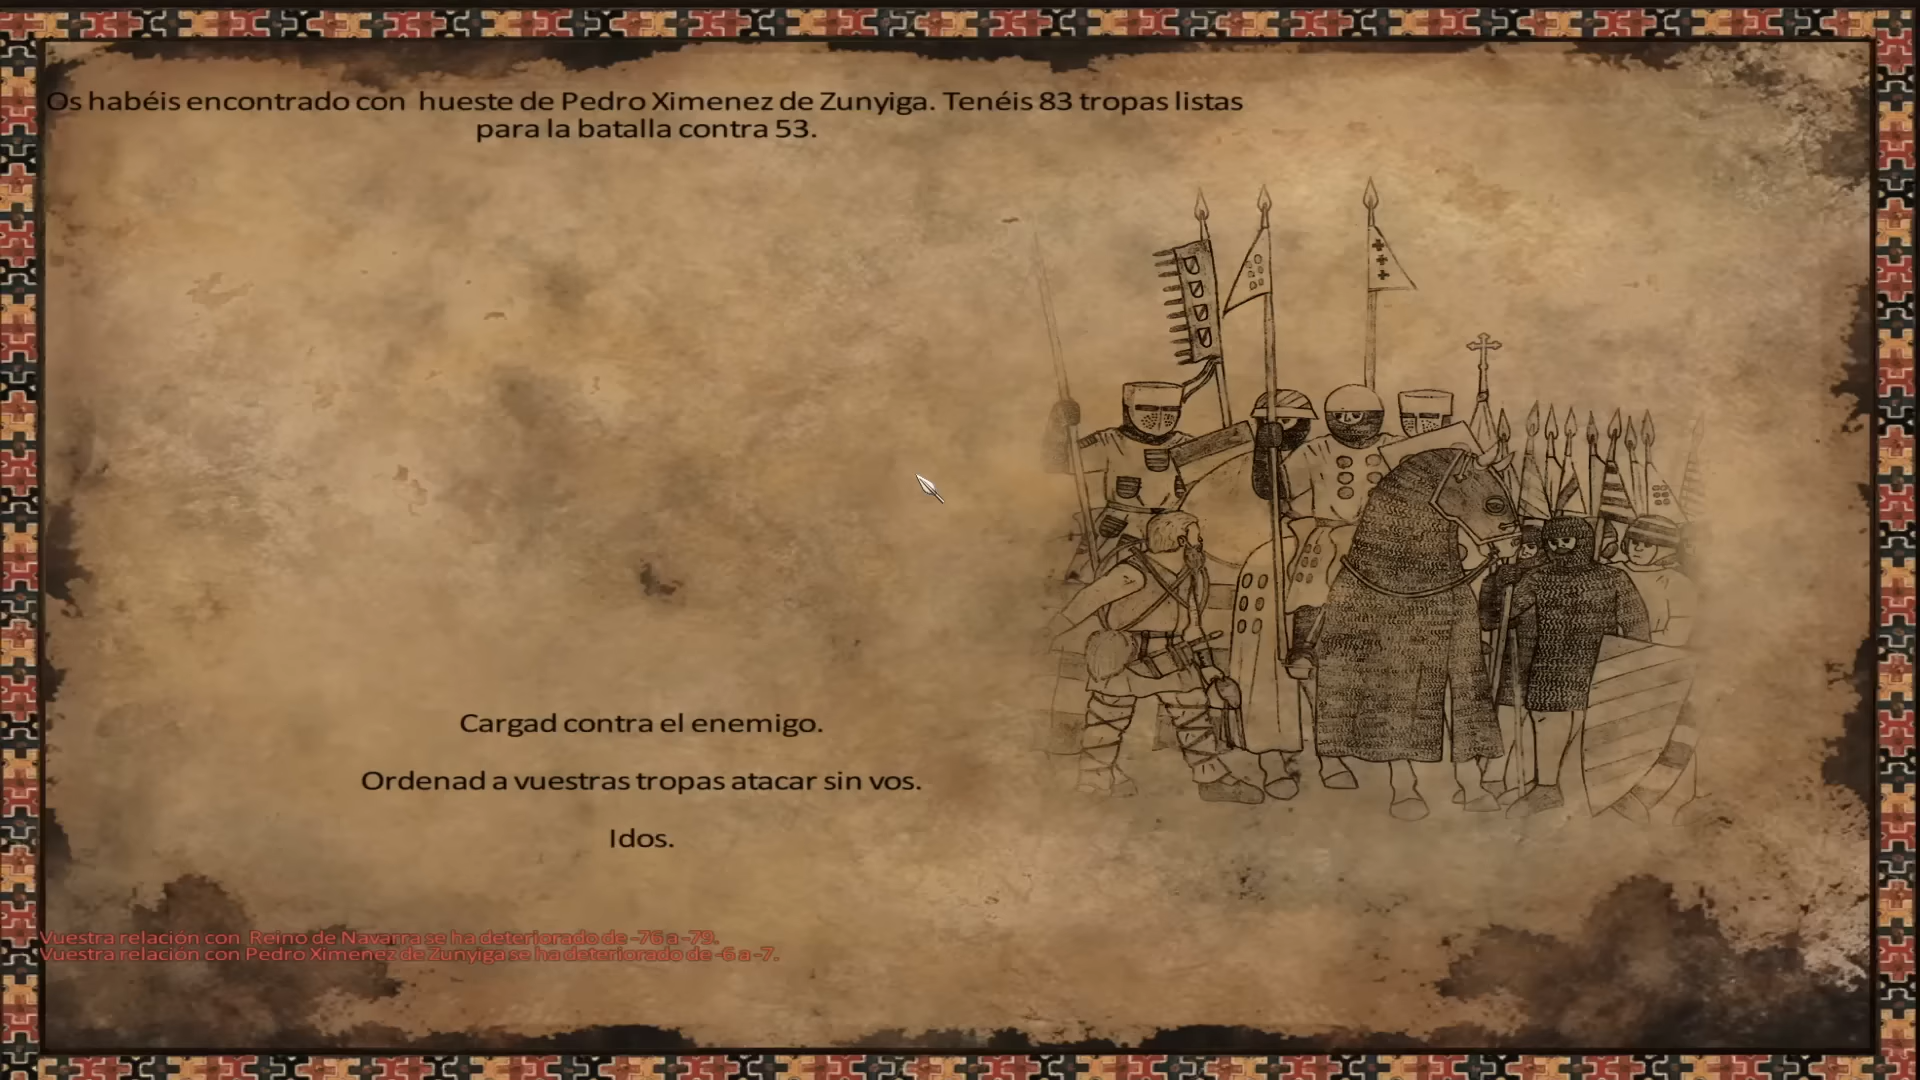 Os habéis encontrado con hueste de Pedro Ximenez de Zunyiga. Tenéis 83 tropas listas
para la batalla contra 53.
Cargad contra el enemigo.
Ordenad a vuestras tropas atacar sin vos.
Idos.
Vuestra relación con Reino de Navarra se ha deteriorado de -76 a -79.
Vuestra relación con Pedro Ximenez de Zunyiga se ha deteriorado de -6 a -7.